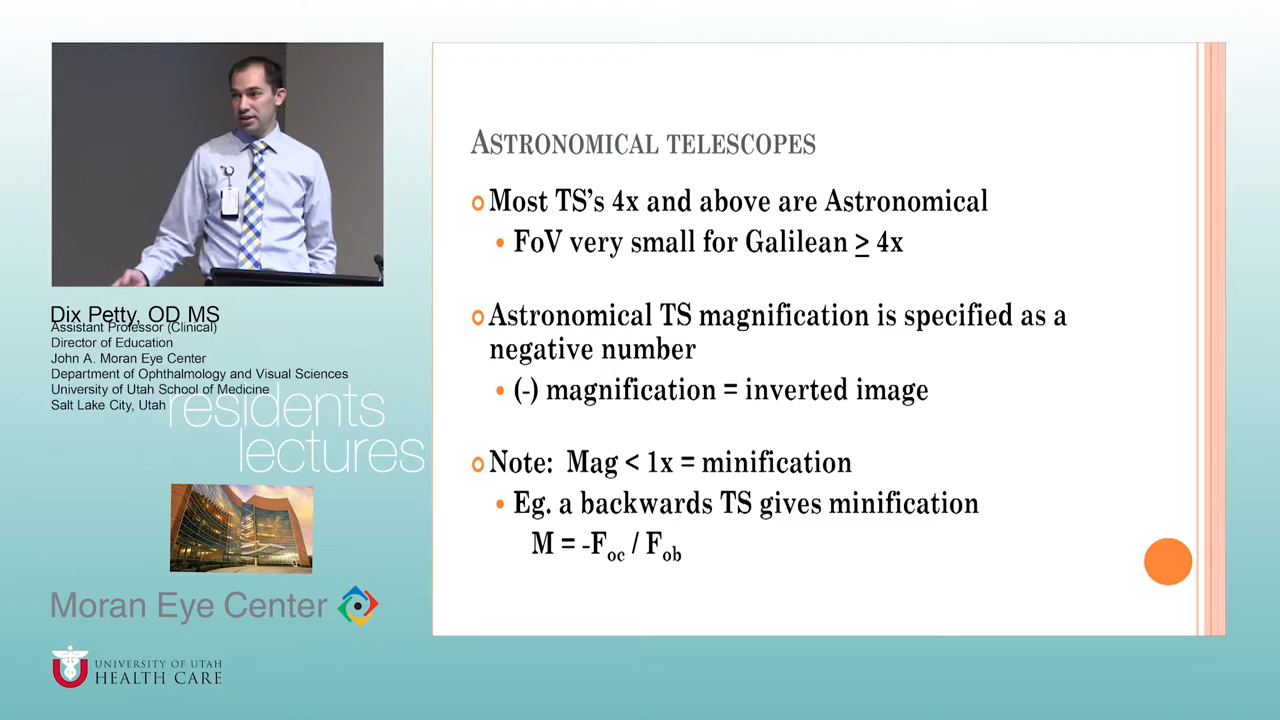 Dix Petty, OD MS
Assistant Professor (Clinical)
Director of Education
John A. Moran Eye Center
Department of Ophthalmology and Visual Sciences
University of Utah School of Medicine
Salt Lake City, Utah
residents
lectures
Moran Eye Center
UNIVERSITY OF UTAH
HEALTH CARE
ASTRONOMICAL TELESCOPES
Most TS's 4x and above are Astronomical
FoV very small for Galilean ≥ 4x
Astronomical TS magnification is specified as a
negative number
(-) magnification = inverted image
Note: Mag < 1x = minification
Eg. a backwards TS gives minification
M = -Foc / Fob